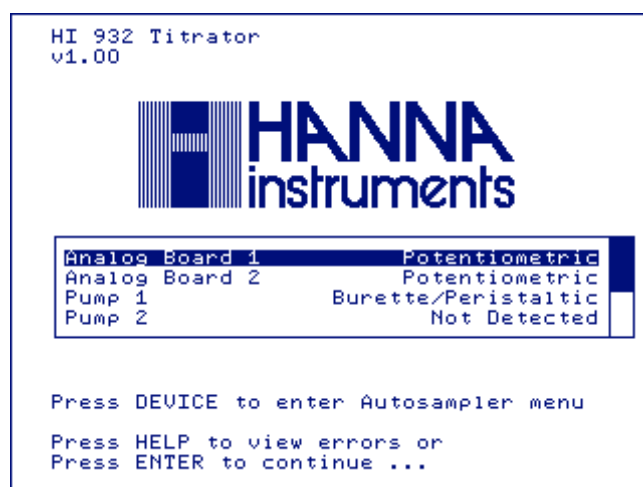 HI 932 Titrator
v1.00
HANNA
instruments
Analog Board 1 Potentiometric
Analog Board 2 Potentiometric
Pump 1 Burette/Peristaltic
Pump 2 Not Detected
Press DEVICE to enter Autosampler menu
Press HELP to view errors or
Press ENTER to continue ...